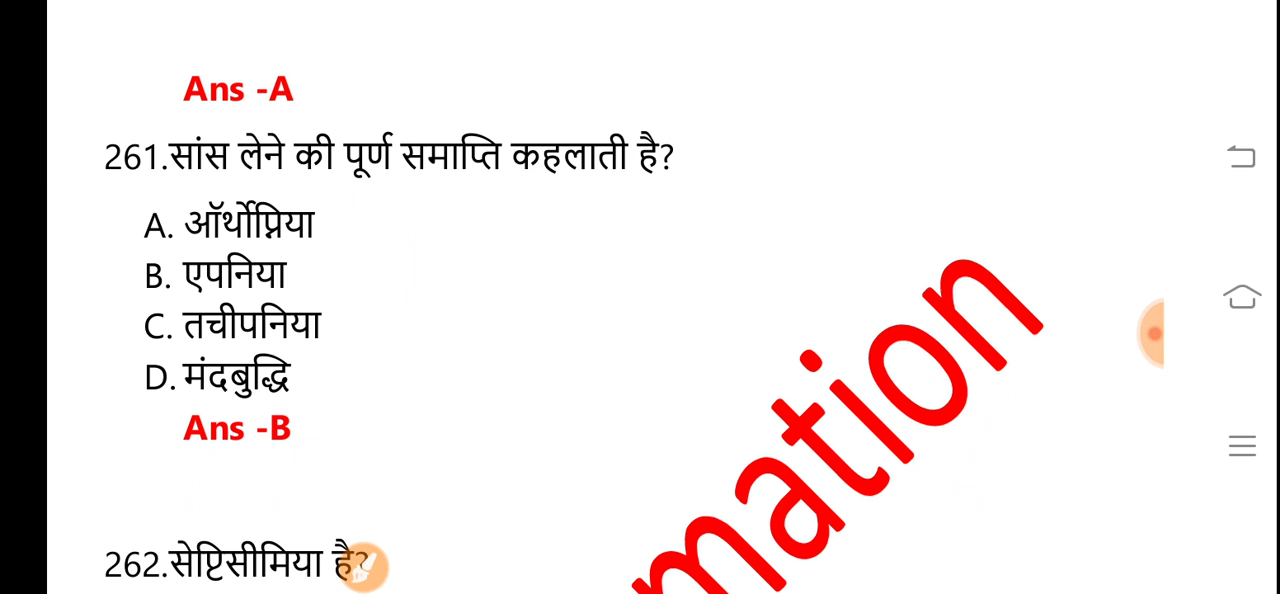 Ans -A
261.सांस लेने की पूर्ण समाप्ति कहलाती है?
A. ऑर्थोप्निया
B. एपनिया
C. तचीपनिया
D. मंदबुद्धि
Ans -B
mation
262.सेप्टिसीमिया है?